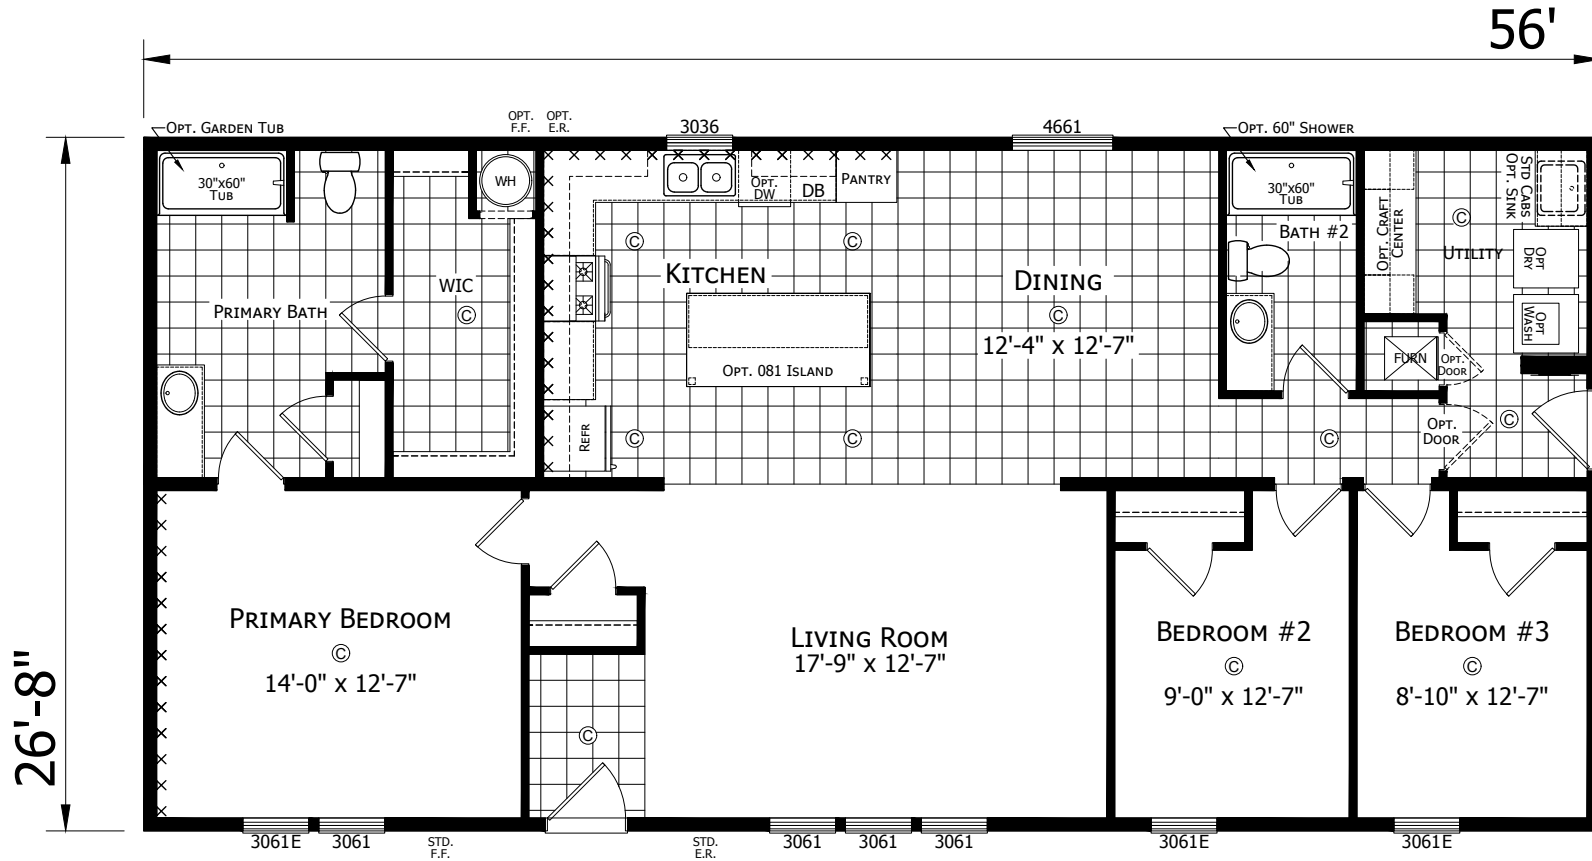 56'
OPT. GARDEN TUB
OPT.
F.F.
OPT.
E.R.
3036
4661
OPT. 60" SHOWER
30"x60"
TUB
WH
OPT.
DW
DB
PANTRY
30"x60"
TUB
BATH #2
OPT. CRAFT
CENTER
STD CABS
OPT. SINK
C
UTILITY
OPT
DRY
OPT
WASH
PRIMARY BATH
WIC
C
C
KITCHEN
C
DINING
C
12'-4" x 12'-7"
OPT. 081 ISLAND
FURN
OPT.
DOOR
REFR
C
C
C
OPT.
DOOR
C
26'-8"
PRIMARY BEDROOM
C
14'-0" x 12'-7"
LIVING ROOM
17'-9" x 12'-7"
BEDROOM #2
C
9'-0" x 12'-7"
BEDROOM #3
C
8'-10" x 12'-7"
C
3061E
3061
STD.
F.F.
STD.
E.R.
3061
3061
3061
3061E
3061E